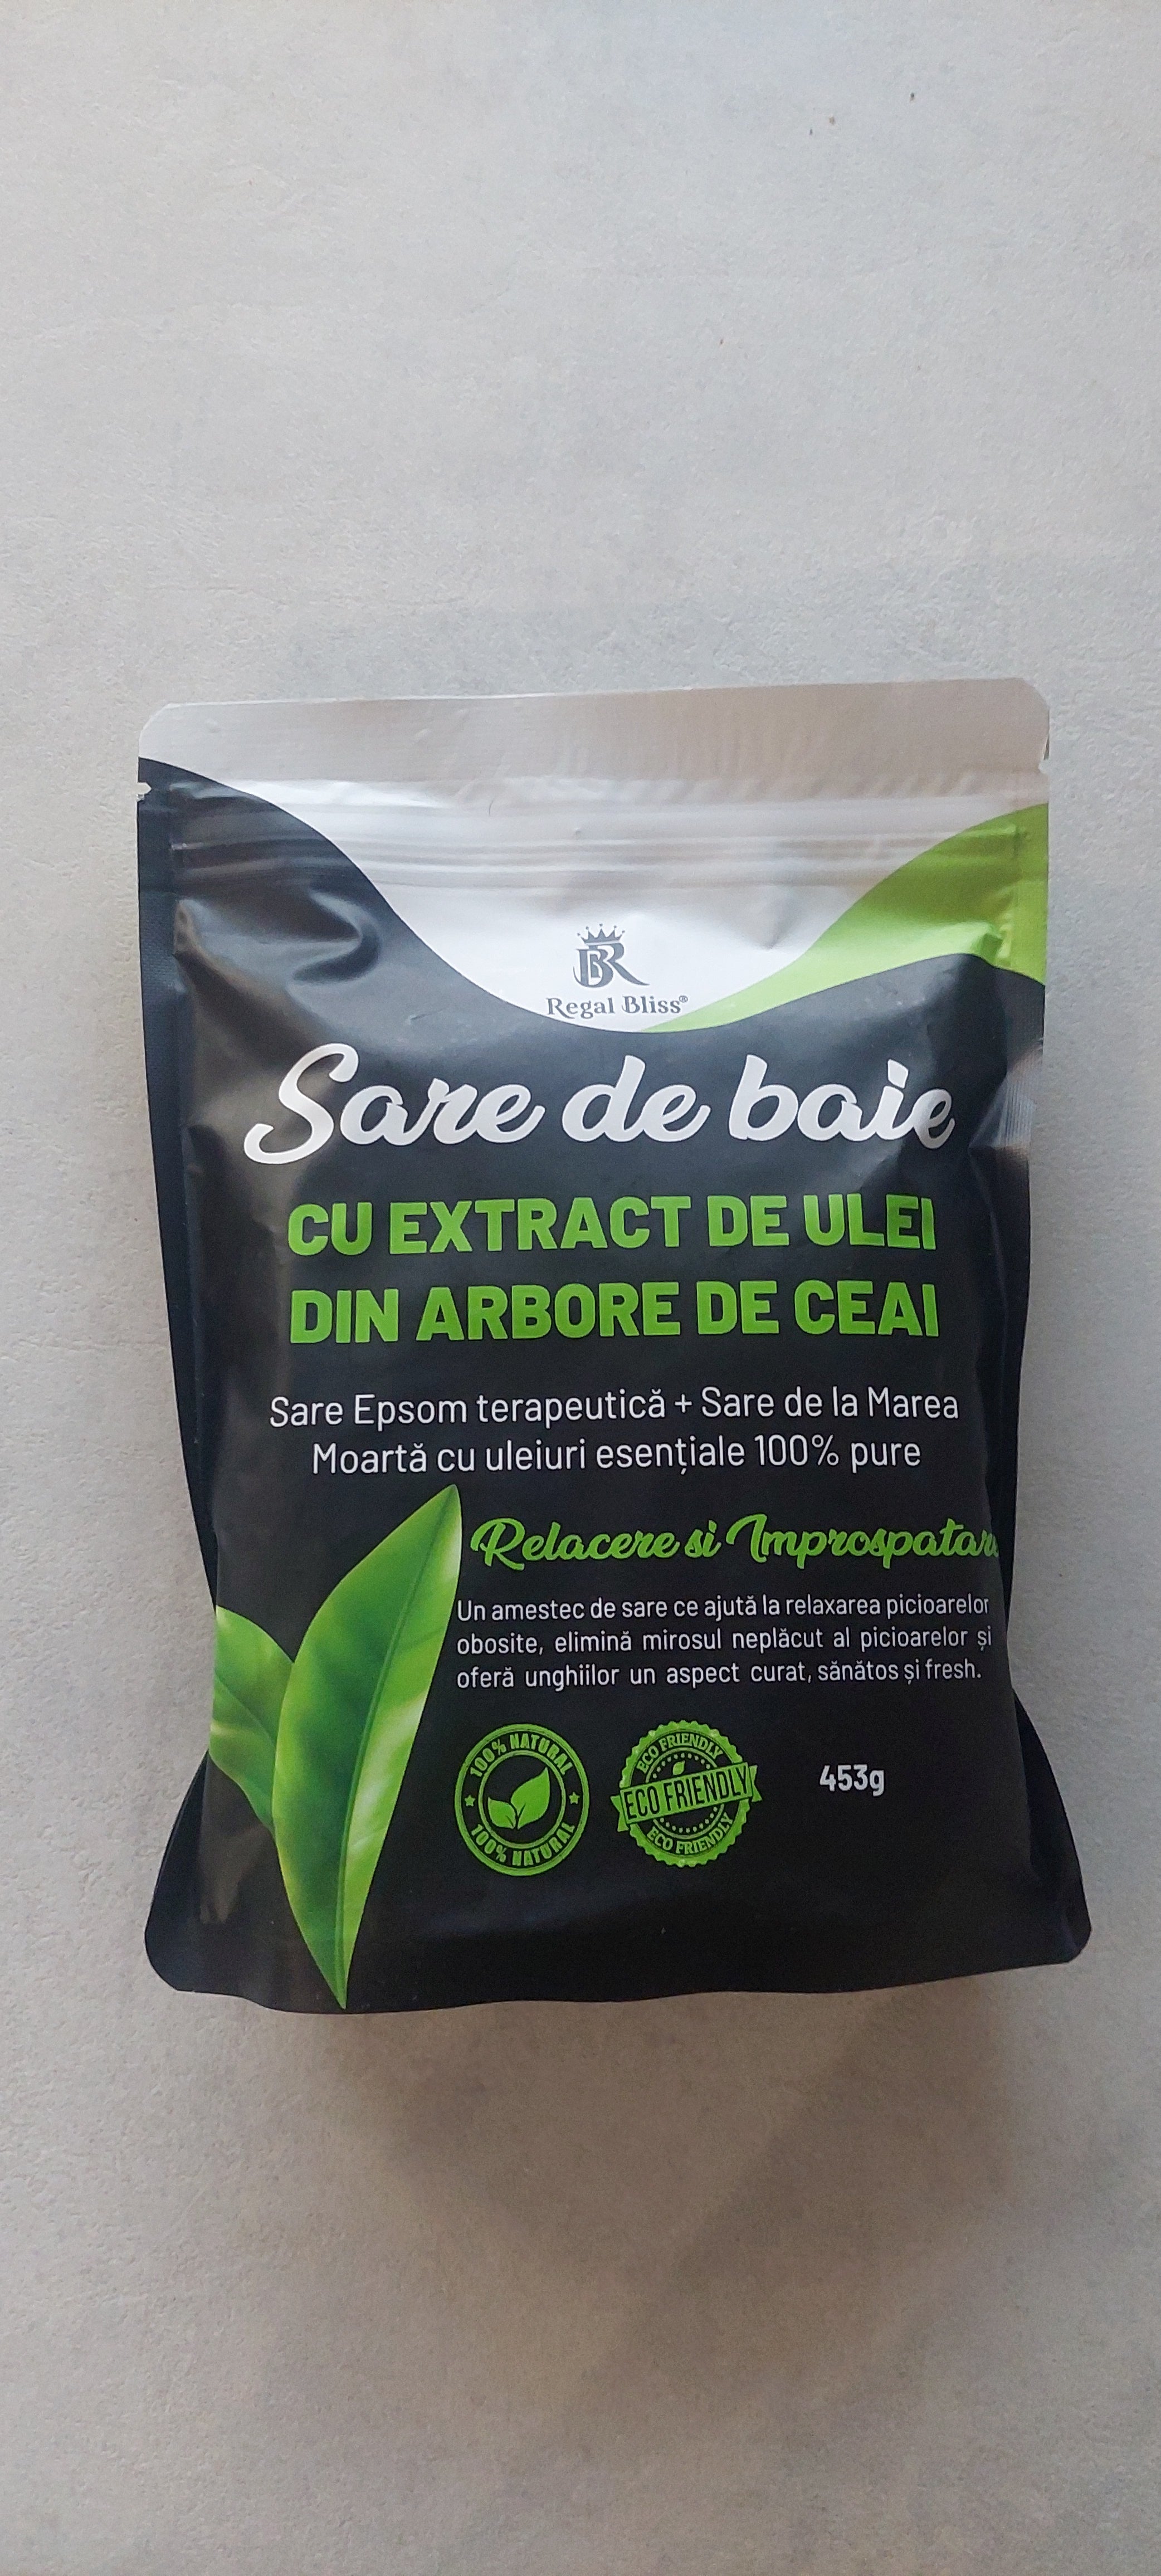 BR
Regal Bliss®
Sare de baie
CU EXTRACT DE ULEI
DIN ARBORE DE CEAI
Sare Epsom terapeutică + Sare de la Marea
Moartă cu uleiuri esențiale 100% pure
Relacere si Improspatare
Un amestec de sare ce ajută la relaxarea picioarelor
obosite, elimină mirosul neplăcut al picioarelor și
oferă unghiilor un aspect curat, sănătos și fresh.
100% NATURAL
100% NATURAL
ECO FRIENDLY
ECO FRIENDLY
ECO FRIENDLY
453g